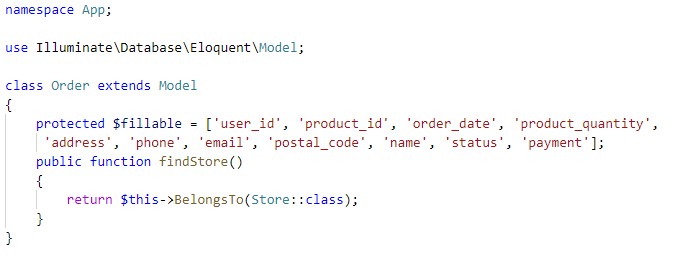 namespace App;
use Illuminate\Database\Eloquent\Model;
class Order extends Model
{
protected $fillable = ['user_id', 'product_id', 'order_date', 'product_quantity',
'address', 'phone', 'email', 'postal_code', 'name', 'status', 'payment'];
public function findStore()
{
return $this->BelongsTo(Store::class);
}
}